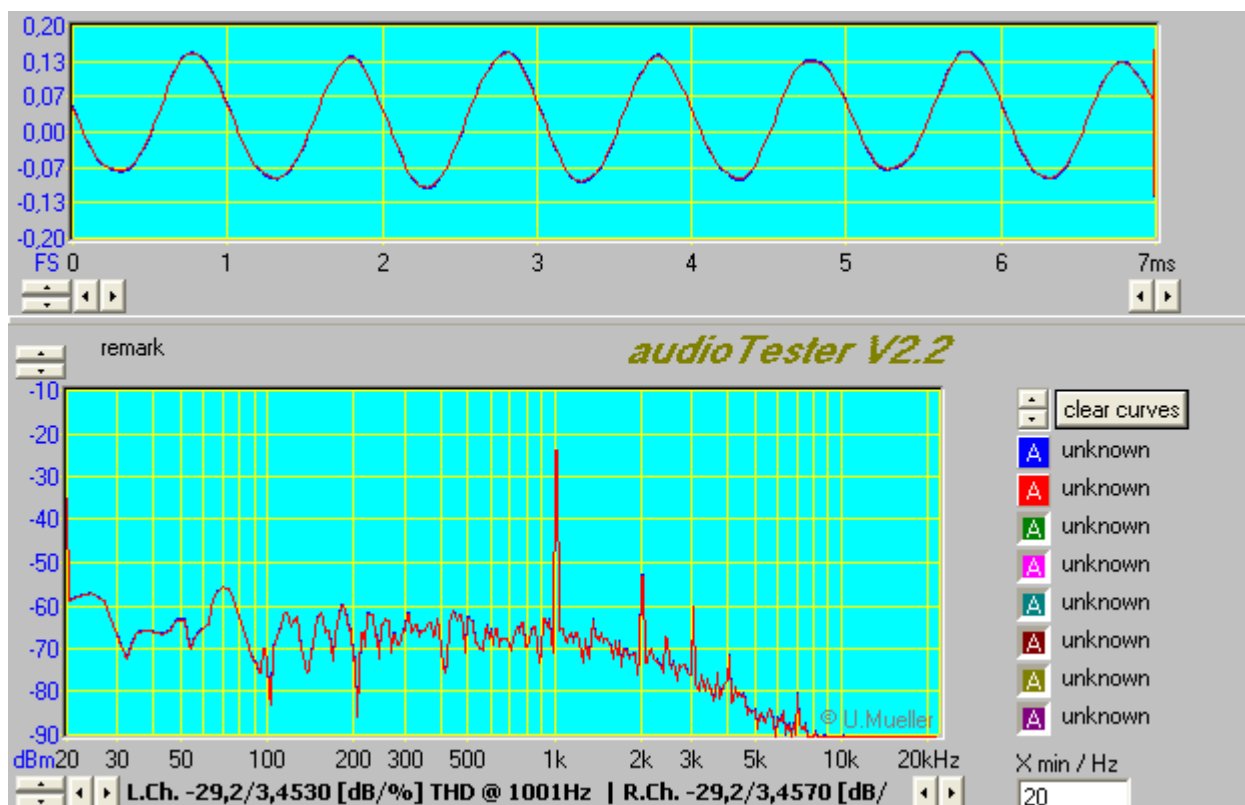 0,20
0,13
0,07
0,00
-0,07
-0,13
-0,20
FS 0 1 2 3 4 5 6 7ms
remark
audioTester V2.2
-10
-20
-30
-40
-50
-60
-70
-80
-90
© U.Mueller
dBm20 30 50 100 200 300 500 1k 2k 3k 5k 10k 20kHz
L.Ch. -29,2/3,4530 [dB/%] THD @ 1001Hz | R.Ch. -29,2/3,4570 [dB/
clear curves
A unknown
A unknown
A unknown
A unknown
A unknown
A unknown
A unknown
A unknown
X min / Hz
20